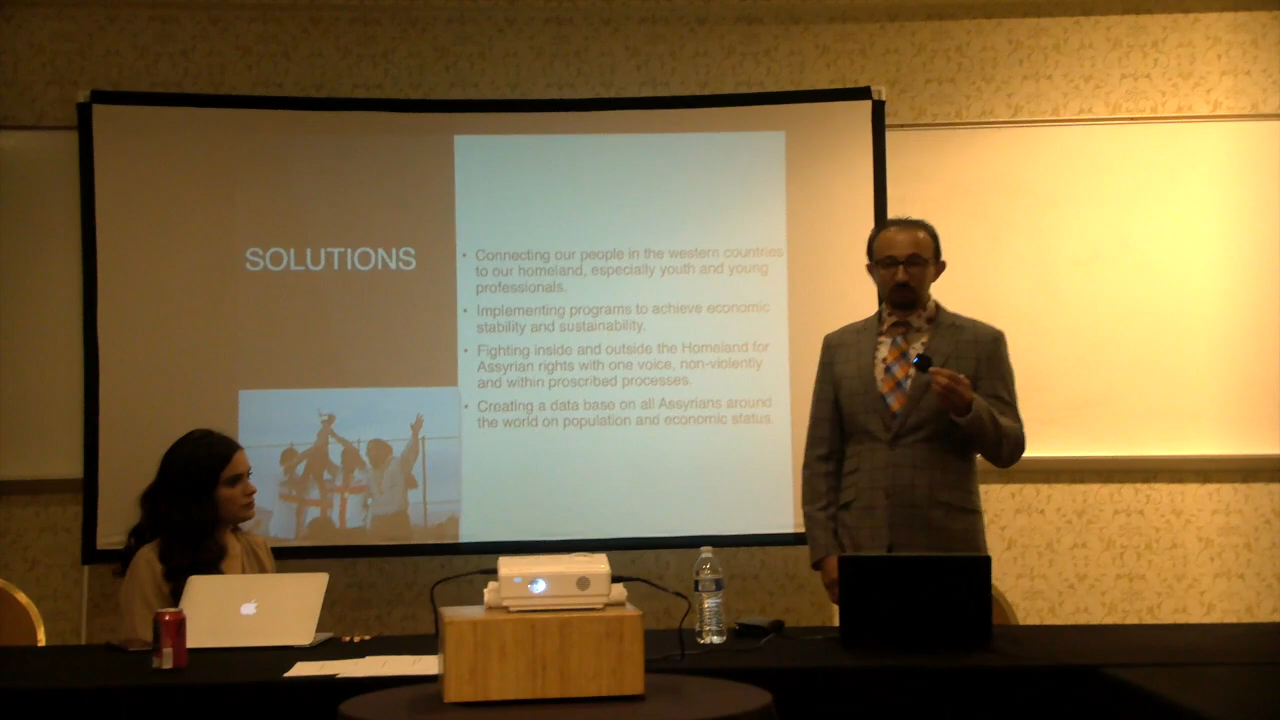 SOLUTIONS
• Connecting our people in the western countries
to our homeland, especially youth and young
professionals.
• Implementing programs to achieve economic
stability and sustainability.
• Fighting inside and outside the Homeland for
Assyrian rights with one voice, non-violently
and within proscribed processes.
• Creating a data base on all Assyrians around
the world on population and economic status.